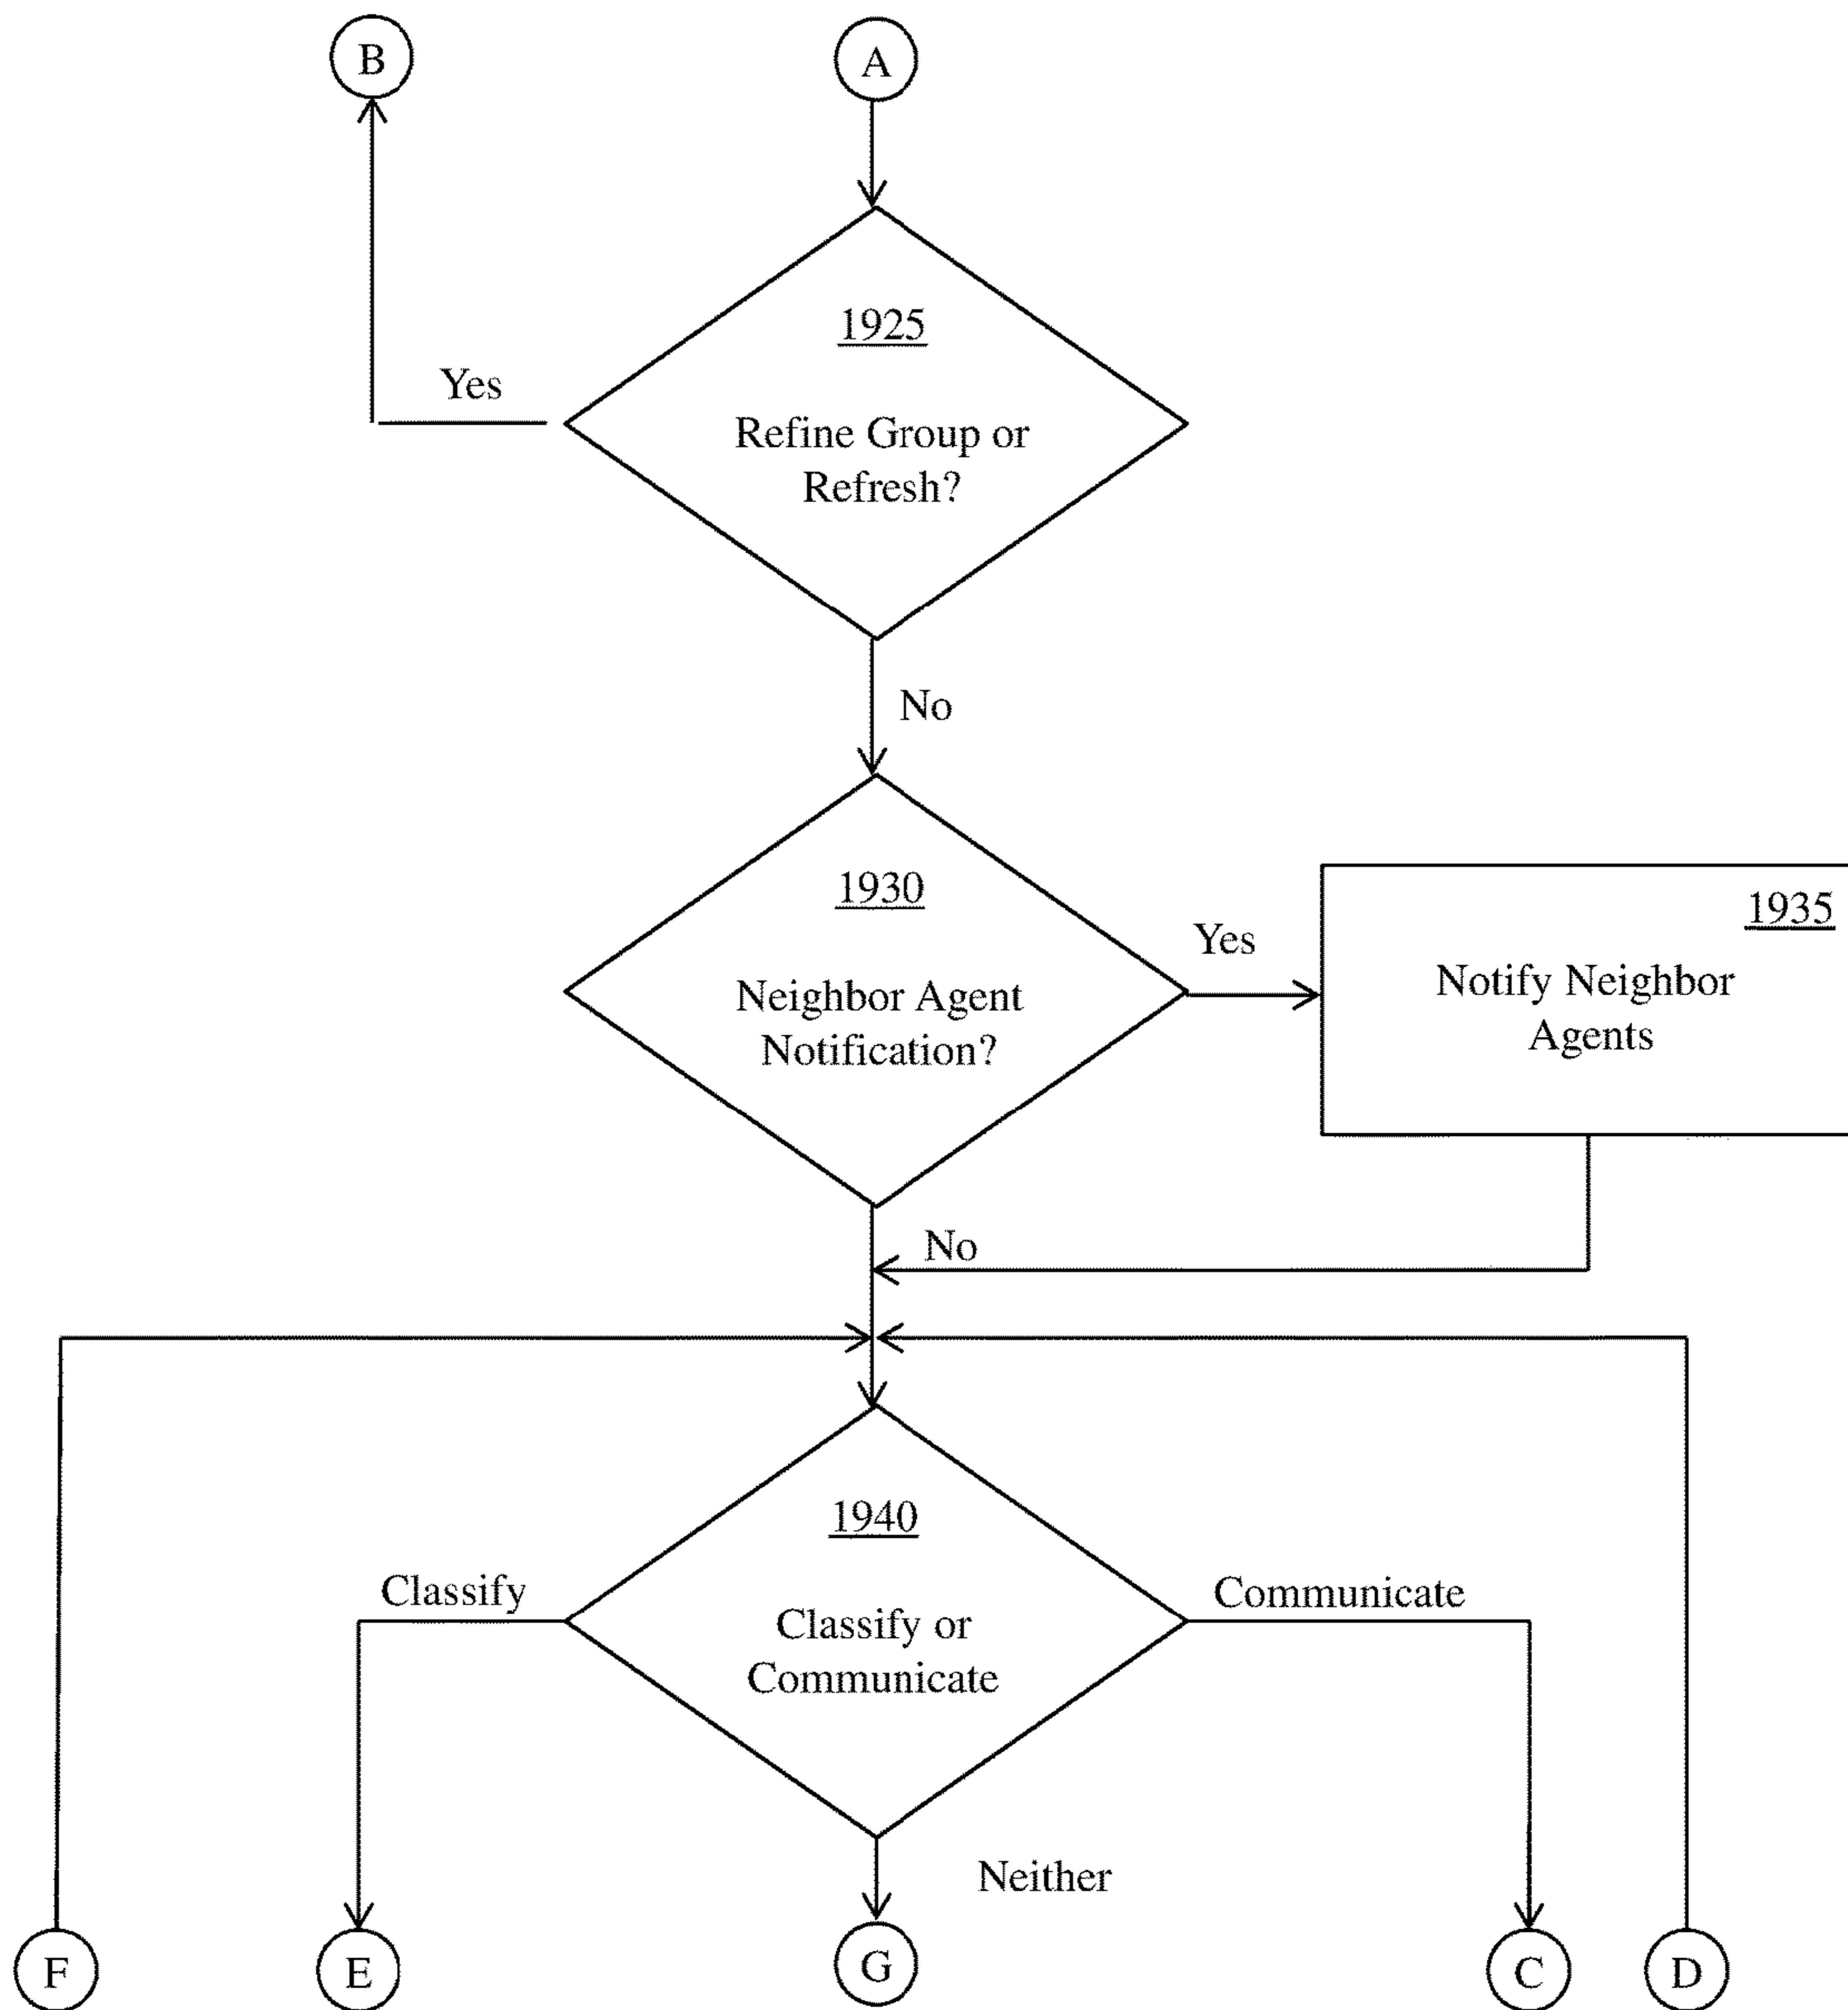 B
A
1925
Yes
Refine Group or
Refresh?
No
1930
1935
Yes
Notify Neighbor
Agents
Neighbor Agent
Notification?
No
1940
Classify
Communicate
Classify or
Communicate
Neither
F
E
G
C
D